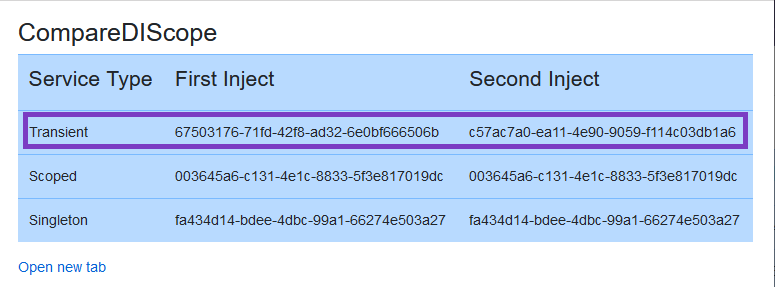 CompareDIScope
Service Type First Inject Second Inject
Transient 67503176-71fd-42f8-ad32-6e0bf666506b c57ac7a0-ea11-4e90-9059-f114c03db1a6
Scoped 003645a6-c131-4e1c-8833-5f3e817019dc 003645a6-c131-4e1c-8833-5f3e817019dc
Singleton fa434d14-bdee-4dbc-99a1-66274e503a27 fa434d14-bdee-4dbc-99a1-66274e503a27
Open new tab